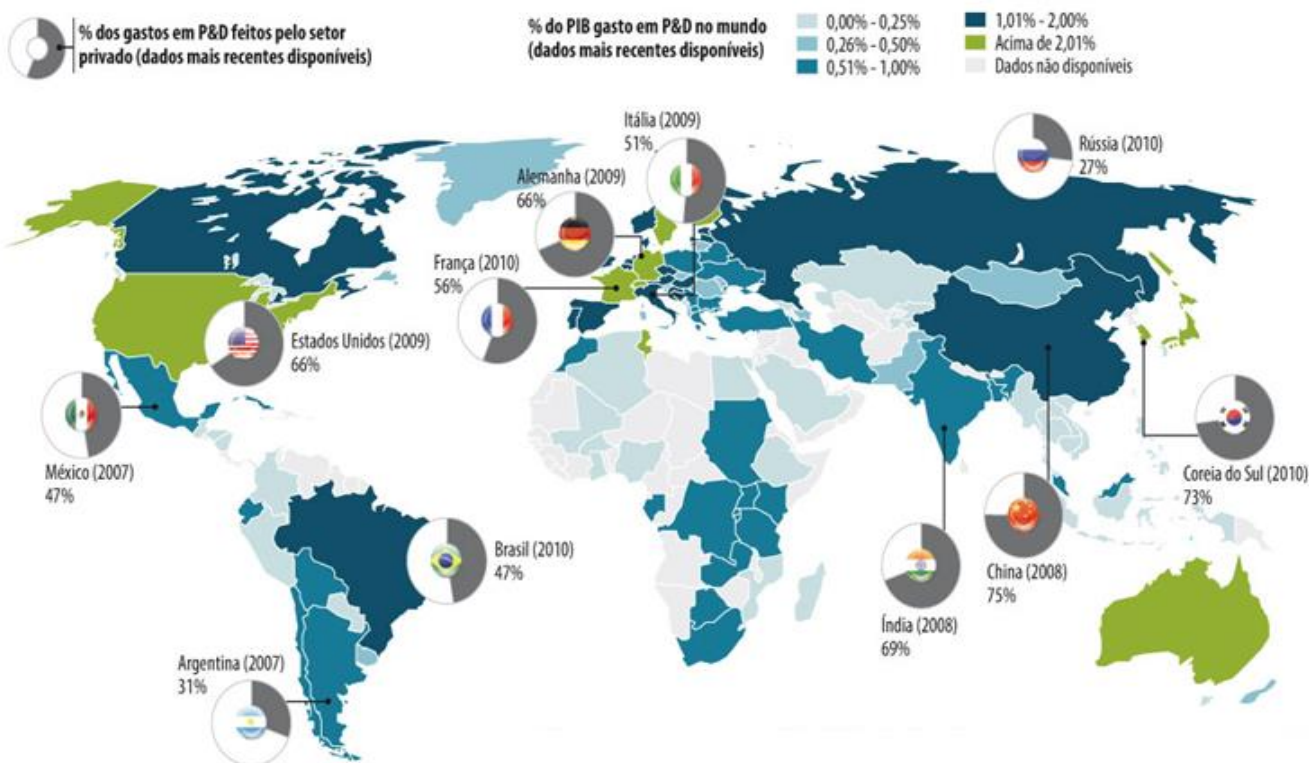 % dos gastos em P&D feitos pelo setor
privado (dados mais recentes disponíveis)
% do PIB gasto em P&D no mundo
(dados mais recentes disponíveis)
0,00% - 0,25%
0,26% - 0,50%
0,51% - 1,00%
1,01% - 2,00%
Acima de 2,01%
Dados não disponíveis
Itália (2009)
51%
Rússia (2010)
27%
Alemanha (2009)
66%
França (2010)
56%
Estados Unidos (2009)
66%
México (2007)
47%
Coreia do Sul (2010)
73%
Brasil (2010)
47%
China (2008)
75%
Índia (2008)
69%
Argentina (2007)
31%